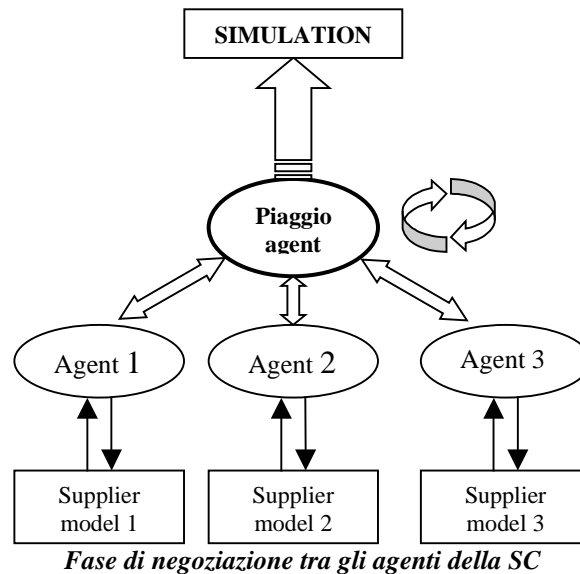 SIMULATION
Piaggio
agent
Agent 1
Agent 2
Agent 3
Supplier
model 1
Supplier
model 2
Supplier
model 3
Fase di negoziazione tra gli agenti della SC